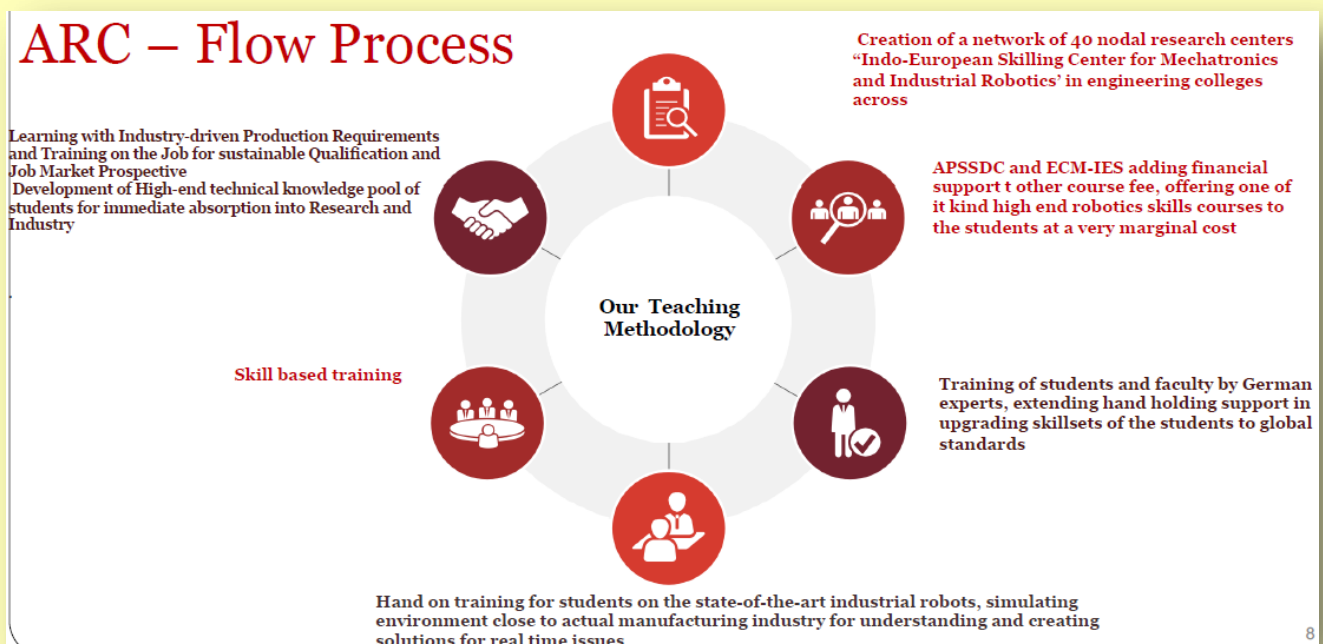 ARC – Flow Process
Creation of a network of 40 nodal research centers
“Indo-European Skilling Center for Mechatronics
and Industrial Robotics’ in engineering colleges
across
Learning with Industry-driven Production Requirements
and Training on the Job for sustainable Qualification and
Job Market Prospective
Development of High-end technical knowledge pool of
students for immediate absorption into Research and
Industry
APSSDC and ECM-IES adding financial
support t other course fee, offering one of
it kind high end robotics skills courses to
the students at a very marginal cost
Our Teaching
Methodology
Skill based training
Training of students and faculty by German
experts, extending hand holding support in
upgrading skillsets of the students to global
standards
Hand on training for students on the state-of-the-art industrial robots, simulating
environment close to actual manufacturing industry for understanding and creating
solutions for real time issues
8